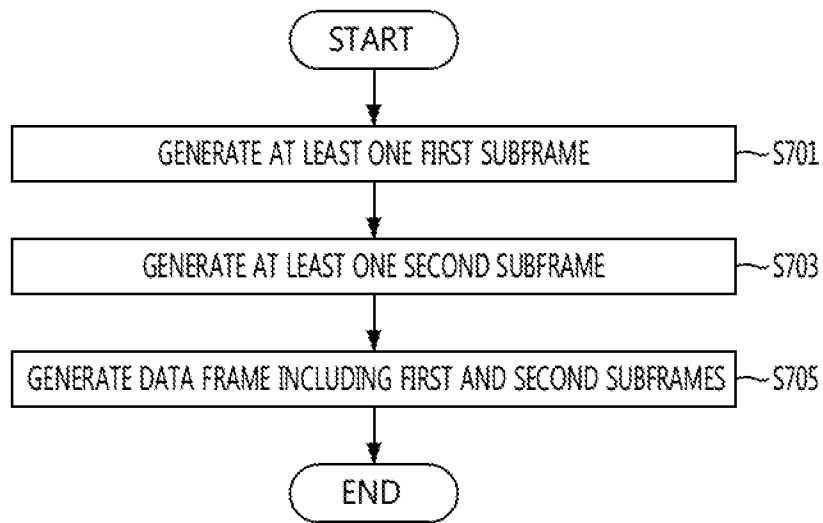 START
GENERATE AT LEAST ONE FIRST SUBFRAME
S701
GENERATE AT LEAST ONE SECOND SUBFRAME
S703
GENERATE DATA FRAME INCLUDING FIRST AND SECOND SUBFRAMES
S705
END